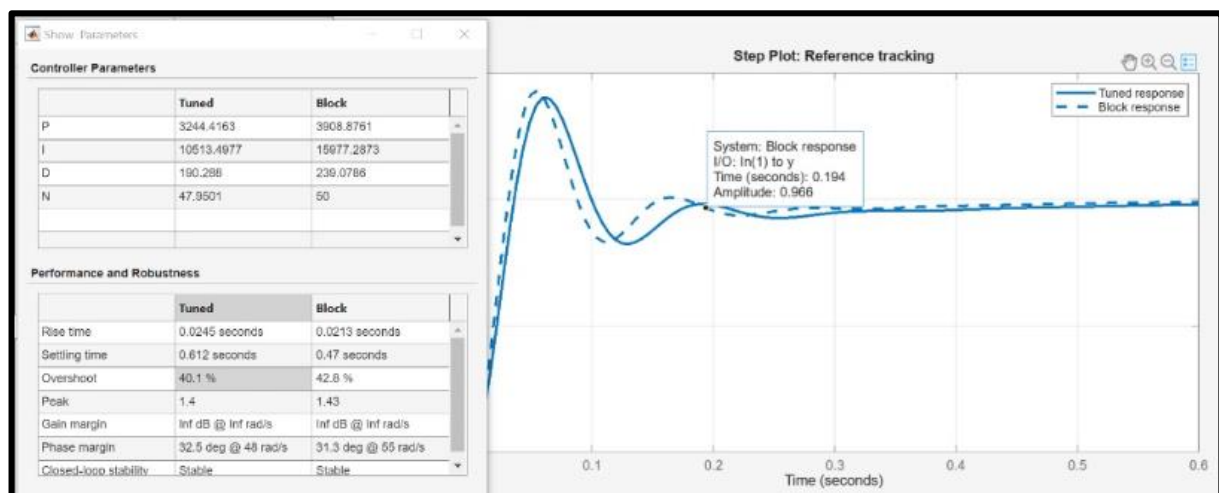 Show Parameters
Controller Parameters
Tuned Block
P 3244.4163 3908.8761
I 10513.4977 15977.2873
D 190.288 239.0786
N 47.9501 50
Performance and Robustness
Tuned Block
Rise time 0.0245 seconds 0.0213 seconds
Settling time 0.612 seconds 0.47 seconds
Overshoot 40.1 % 42.8 %
Peak 1.4 1.43
Gain margin Inf dB @ Inf rad/s Inf dB @ Inf rad/s
Phase margin 32.5 deg @ 48 rad/s 31.3 deg @ 55 rad/s
Closed-loop stability Stable Stable
Step Plot: Reference tracking
Tuned response
Block response
System: Block response
I/O: In(1) to y
Time (seconds): 0.194
Amplitude: 0.966
0.1 0.2 0.3 0.4 0.5 0.6
Time (seconds)